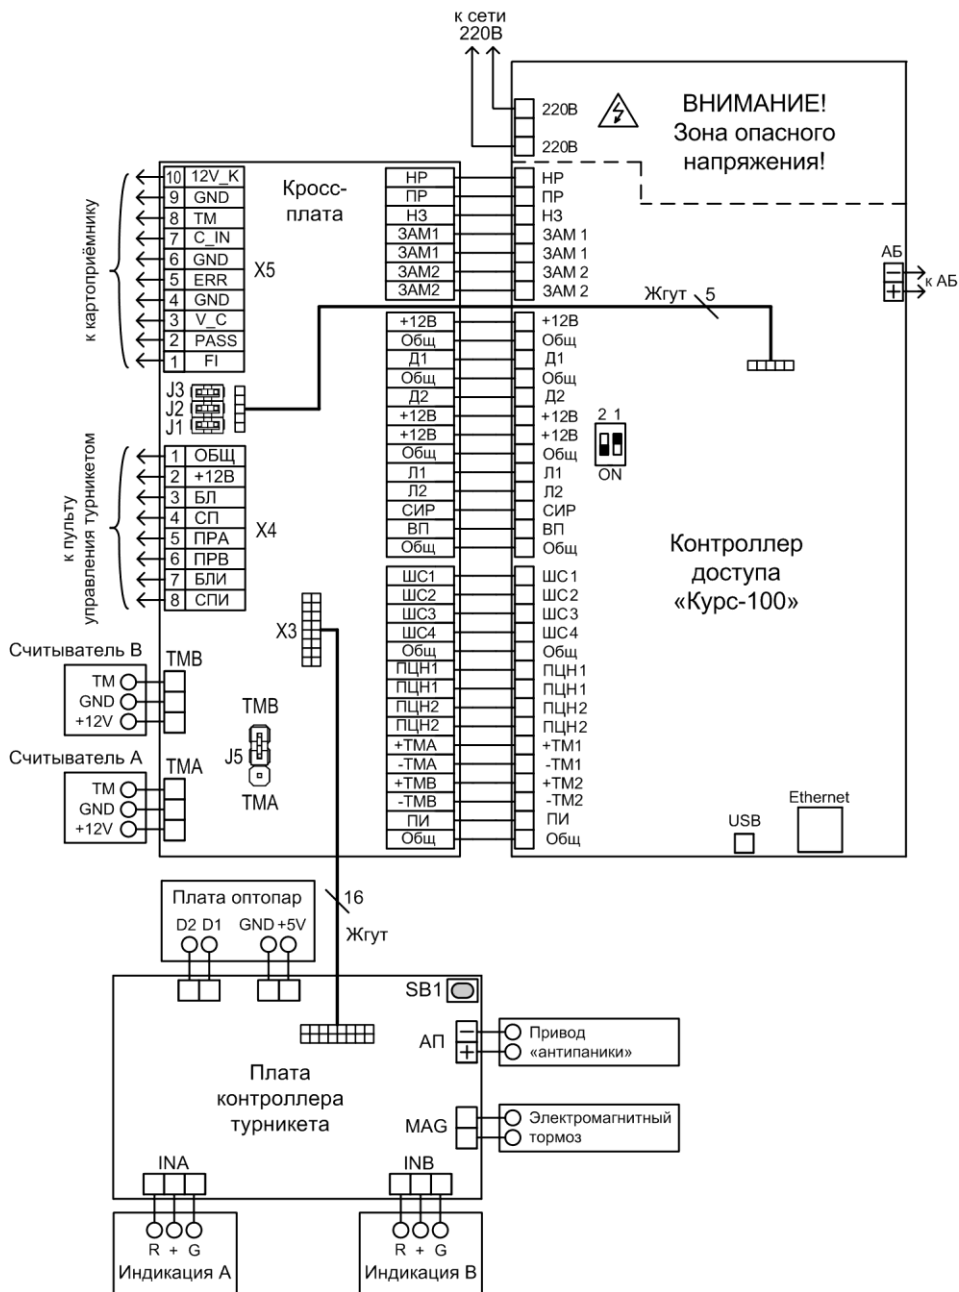 к сети
220В
220В
220В
ВНИМАНИЕ!
Зона опасного
напряжения!
АБ
−
+
к АБ
Кросс-
плата
к картоприёмнику
10 12V_K
9 GND
8 TM
7 C_IN
6 GND
5 ERR
4 GND
3 V_C
2 PASS
1 FI
X5
J3
J2
J1
к пульту
управления турникетом
1 ОБЩ
2 +12В
3 БЛ
4 СП
5 ПРА
6 ПРВ
7 БЛИ
8 СПИ
X4
X3
НР НР
ПР ПР
НЗ НЗ
ЗАМ1 ЗАМ 1
ЗАМ1 ЗАМ 1
ЗАМ2 ЗАМ 2
ЗАМ2 ЗАМ 2
Жгут 5
+12В +12В
Общ Общ
Д1 Д1
Общ Общ
Д2 Д2
+12В +12В
+12В +12В
Общ Общ
Л1 Л1
Л2 Л2
СИР СИР
ВП ВП
Общ Общ
2 1
ON
Контроллер
доступа
«Курс-100»
ШС1 ШС1
ШС2 ШС2
ШС3 ШС3
ШС4 ШС4
Общ Общ
ПЦН1 ПЦН1
ПЦН1 ПЦН1
ПЦН2 ПЦН2
ПЦН2 ПЦН2
+ТМА +ТМ1
-ТМА -ТМ1
+ТМВ +ТМ2
-ТМВ -ТМ2
ПИ ПИ
Общ Общ
USB
Ethernet
Считыватель В
TM
GND
+12V
ТМВ
Считыватель А
TM
GND
+12V
ТМА
ТМВ
J5
ТМА
Плата оптопар
D2 D1 GND +5V
16
Жгут
SB1
АП
−
+
Привод
«антипаники»
Плата
контроллера
турникета
MAG
Электромагнитный
тормоз
INA
INB
R + G
Индикация А
R + G
Индикация В